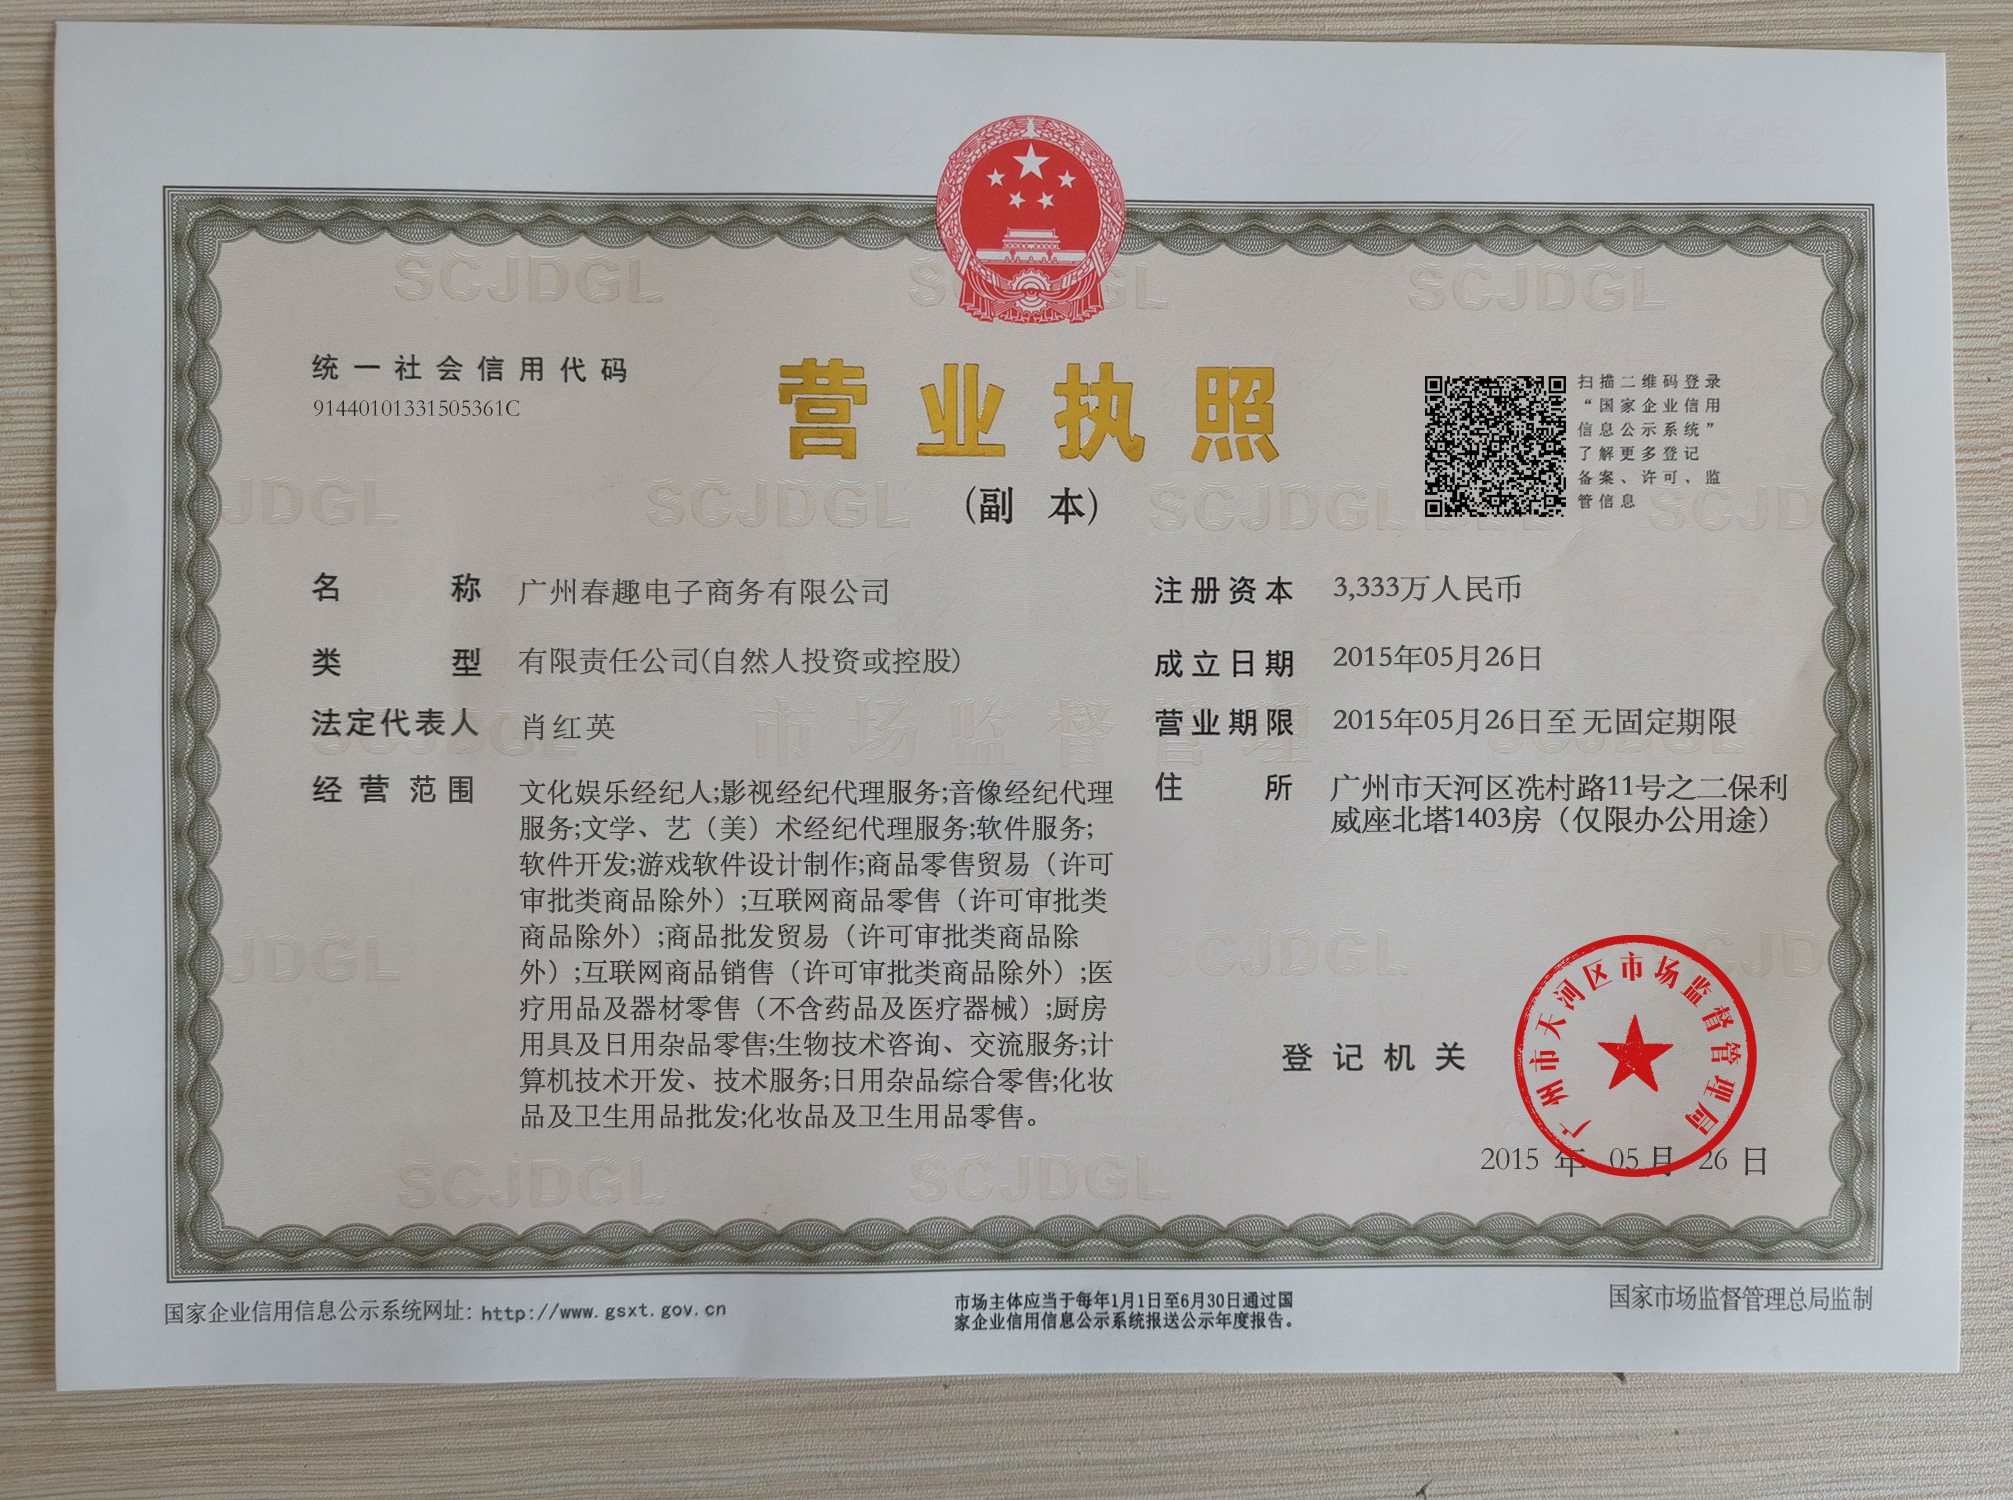 统一社会信用代码
91440101331505361C
营业执照
(副 本)
扫描二维码登录
“国家企业信用
信息公示系统”
了解更多登记
备案、许可、监
管信息
名 称 广州春趣电子商务有限公司
类 型 有限责任公司(自然人投资或控股)
法定代表人 肖红英
经营范围 文化娱乐经纪人;影视经纪代理服务;音像经纪代理
服务;文学、艺（美）术经纪代理服务;软件服务;
软件开发;游戏软件设计制作;商品零售贸易（许可
审批类商品除外）;互联网商品零售（许可审批类
商品除外）;商品批发贸易（许可审批类商品除
外）;互联网商品销售（许可审批类商品除外）;医
疗用品及器材零售（不含药品及医疗器械）;厨房
用具及日用杂品零售;生物技术咨询、交流服务;计
算机技术开发、技术服务;日用杂品综合零售;化妆
品及卫生用品批发;化妆品及卫生用品零售。
注册资本 3,333万人民币
成立日期 2015年05月26日
营业期限 2015年05月26日至无固定期限
住 所 广州市天河区冼村路11号之二保利
威座北塔1403房（仅限办公用途）
登记机关
广州市天河区市场监督管理局
2015 年 05 月 26 日
SCJDGL
市场监督管理
国家企业信用信息公示系统网址: http://www.gsxt.gov.cn
市场主体应当于每年1月1日至6月30日通过国
家企业信用信息公示系统报送公示年度报告。
国家市场监督管理总局监制